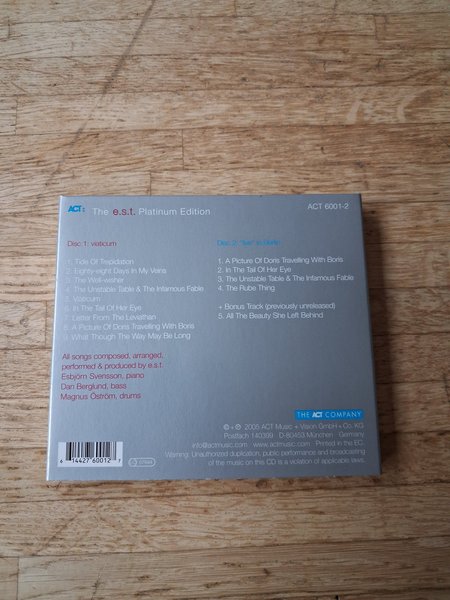 ACT: The e.s.t. Platinum Edition ACT 6001-2
Disc 1: viaticum
1. Tide Of Trepidation
2. Eighty-eight Days In My Veins
3. The Well-wisher
4. The Unstable Table & The Infamous Fable
5. Viaticum
6. In The Tail Of Her Eye
7. Letter From The Leviathan
8. A Picture Of Doris Travelling With Boris
9. What Though The Way May Be Long
All songs composed, arranged,
performed & produced by e.s.t.
Esbjörn Svensson, piano
Dan Berglund, bass
Magnus Öström, drums
Disc 2: "live" in Berlin
1. A Picture Of Doris Travelling With Boris
2. In The Tail Of Her Eye
3. The Unstable Table & The Infamous Fable
4. The Rube Thing
+ Bonus Track (previously unreleased)
5. All The Beauty She Left Behind
THE ACT COMPANY
℗ + © 2005 ACT Music + Vision GmbH + Co. KG
Postfach 140399 D-80453 München Germany
info@actmusic.com www.actmusic.com Printed in the EC
Warning: Unauthorized duplication, public performance and broadcasting
of the music on this CD is a violation of applicable laws.
6 14427 60012 7